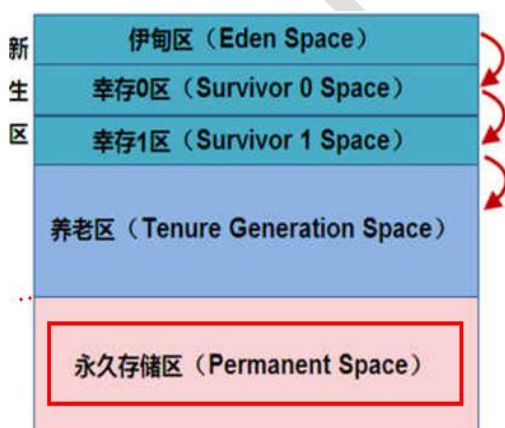 新生区
伊甸区（Eden Space）
幸存0区（Survivor 0 Space）
幸存1区（Survivor 1 Space）
养老区（Tenure Generation Space）
永久存储区（Permanent Space）